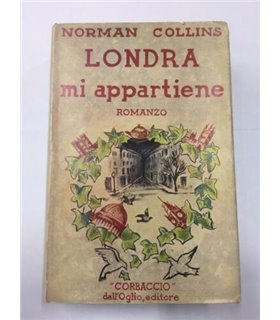 NORMAN COLLINS
LONDRA
mi appartiene
ROMANZO
"CORBACCIO"
dall'Oglio, editore